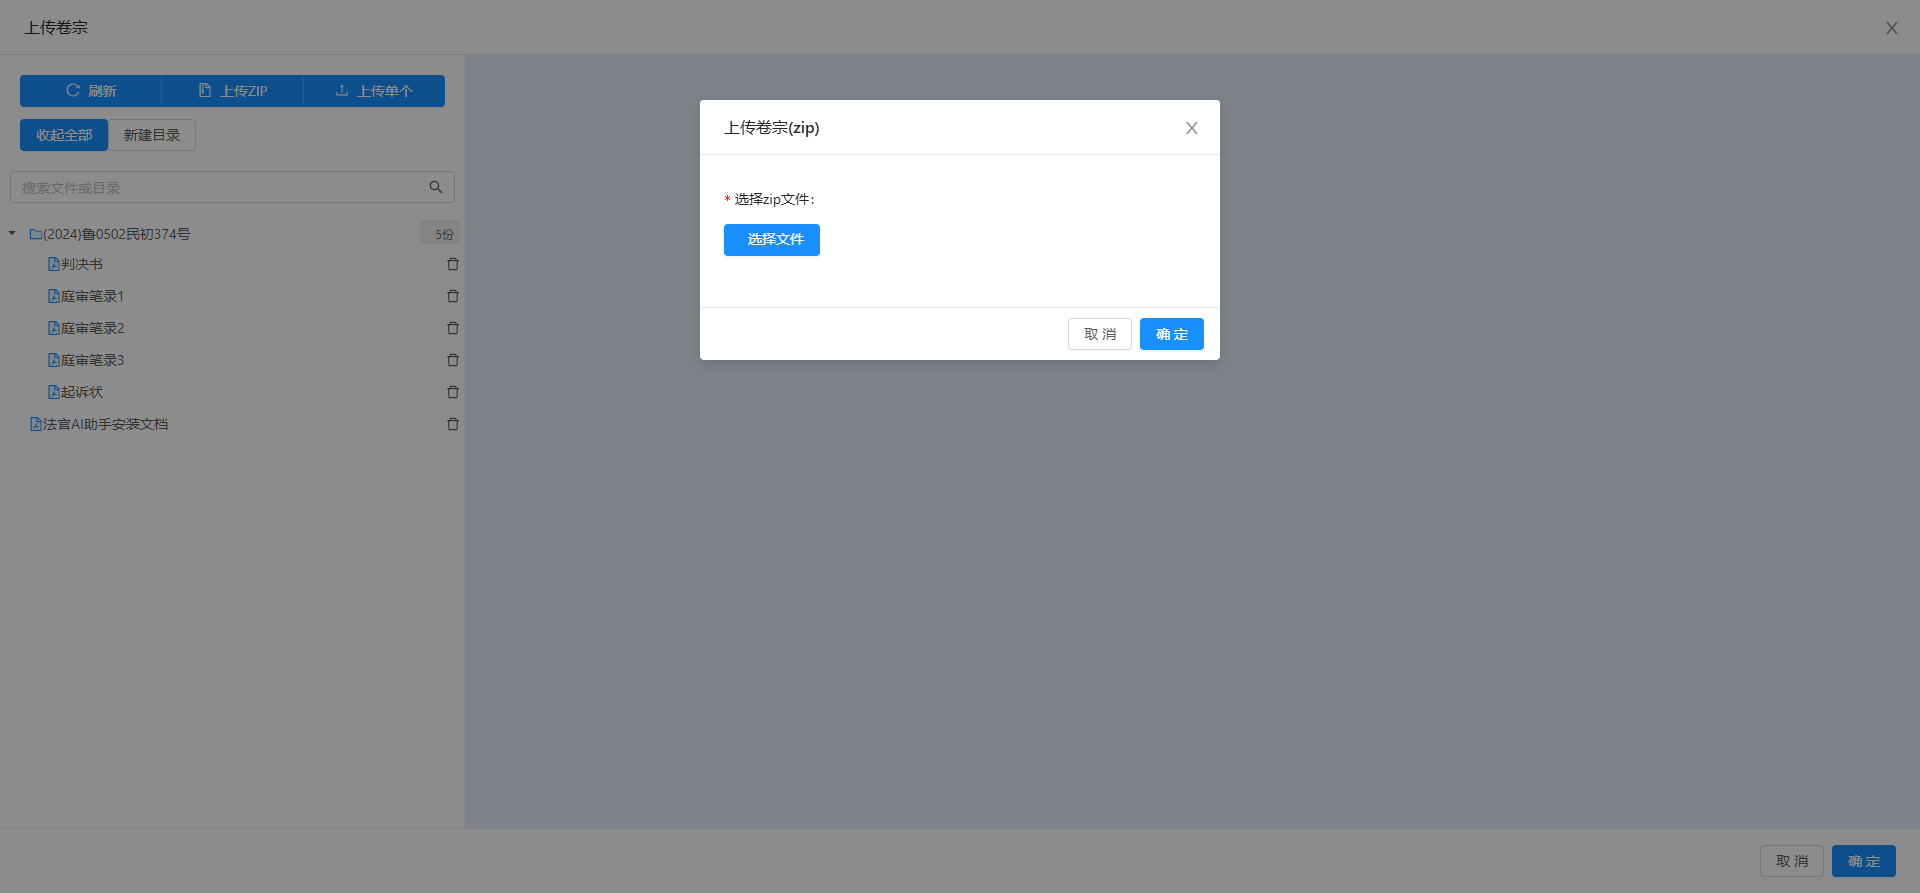 上传卷宗
刷新 上传ZIP 上传单个
收起全部 新建目录
搜索文件或目录
(2024)鲁0502民初374号 5份
判决书
庭审笔录1
庭审笔录2
庭审笔录3
起诉状
法官AI助手安装文档
上传卷宗(zip)
* 选择zip文件:
选择文件
取 消 确 定
取 消 确 定